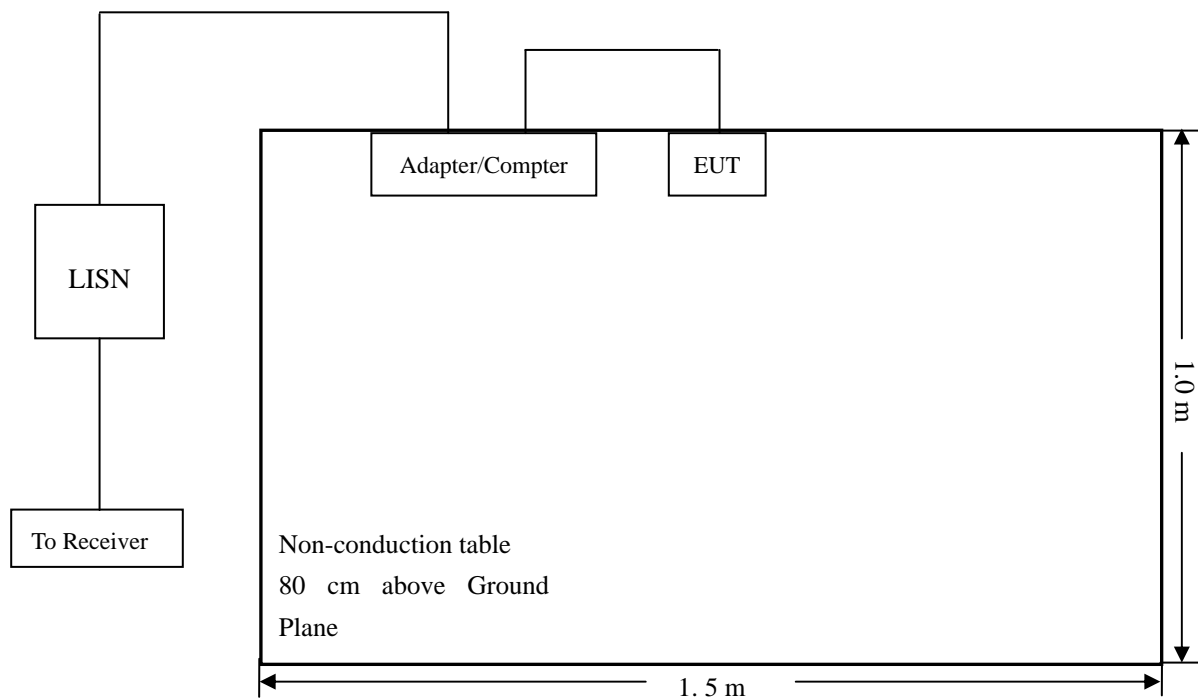 Adapter/Compter
EUT
LISN
1.0 m
To Receiver
Non-conduction table
80 cm above Ground
Plane
1. 5 m